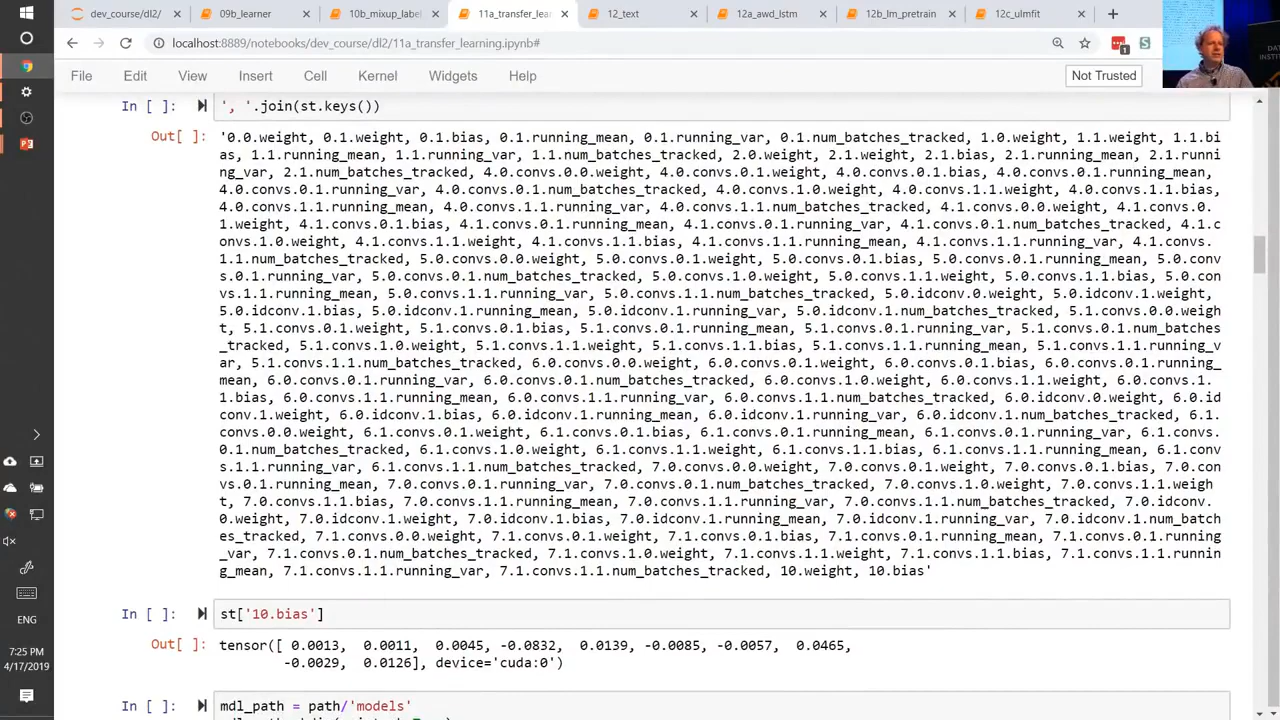 dev_course/dl2/
09b_learner
12c_ulmfit
localhost:8889/
File Edit View Insert Cell Kernel Widgets Help
Not Trusted
In [ ]: ', '.join(st.keys())
Out[ ]: '0.0.weight, 0.1.weight, 0.1.bias, 0.1.running_mean, 0.1.running_var, 0.1.num_batches_tracked, 1.0.weight, 1.1.weight, 1.1.bi
as, 1.1.running_mean, 1.1.running_var, 1.1.num_batches_tracked, 2.0.weight, 2.1.weight, 2.1.bias, 2.1.running_mean, 2.1.runni
ng_var, 2.1.num_batches_tracked, 4.0.convs.0.0.weight, 4.0.convs.0.1.weight, 4.0.convs.0.1.bias, 4.0.convs.0.1.running_mean,
4.0.convs.0.1.running_var, 4.0.convs.0.1.num_batches_tracked, 4.0.convs.1.0.weight, 4.0.convs.1.1.weight, 4.0.convs.1.1.bias,
4.0.convs.1.1.running_mean, 4.0.convs.1.1.running_var, 4.0.convs.1.1.num_batches_tracked, 4.1.convs.0.0.weight, 4.1.convs.0.
1.weight, 4.1.convs.0.1.bias, 4.1.convs.0.1.running_mean, 4.1.convs.0.1.running_var, 4.1.convs.0.1.num_batches_tracked, 4.1.c
onvs.1.0.weight, 4.1.convs.1.1.weight, 4.1.convs.1.1.bias, 4.1.convs.1.1.running_mean, 4.1.convs.1.1.running_var, 4.1.convs.
1.1.num_batches_tracked, 5.0.convs.0.0.weight, 5.0.convs.0.1.weight, 5.0.convs.0.1.bias, 5.0.convs.0.1.running_mean, 5.0.conv
s.0.1.running_var, 5.0.convs.0.1.num_batches_tracked, 5.0.convs.1.0.weight, 5.0.convs.1.1.weight, 5.0.convs.1.1.bias, 5.0.con
vs.1.1.running_mean, 5.0.convs.1.1.running_var, 5.0.convs.1.1.num_batches_tracked, 5.0.idconv.0.weight, 5.0.idconv.1.weight,
5.0.idconv.1.bias, 5.0.idconv.1.running_mean, 5.0.idconv.1.running_var, 5.0.idconv.1.num_batches_tracked, 5.1.convs.0.0.weigh
t, 5.1.convs.0.1.weight, 5.1.convs.0.1.bias, 5.1.convs.0.1.running_mean, 5.1.convs.0.1.running_var, 5.1.convs.0.1.num_batches
_tracked, 5.1.convs.1.0.weight, 5.1.convs.1.1.weight, 5.1.convs.1.1.bias, 5.1.convs.1.1.running_mean, 5.1.convs.1.1.running_v
ar, 5.1.convs.1.1.num_batches_tracked, 6.0.convs.0.0.weight, 6.0.convs.0.1.weight, 6.0.convs.0.1.bias, 6.0.convs.0.1.running_
mean, 6.0.convs.0.1.running_var, 6.0.convs.0.1.num_batches_tracked, 6.0.convs.1.0.weight, 6.0.convs.1.1.weight, 6.0.convs.1.
1.bias, 6.0.convs.1.1.running_mean, 6.0.convs.1.1.running_var, 6.0.convs.1.1.num_batches_tracked, 6.0.idconv.0.weight, 6.0.id
conv.1.weight, 6.0.idconv.1.bias, 6.0.idconv.1.running_mean, 6.0.idconv.1.running_var, 6.0.idconv.1.num_batches_tracked, 6.1.
convs.0.0.weight, 6.1.convs.0.1.weight, 6.1.convs.0.1.bias, 6.1.convs.0.1.running_mean, 6.1.convs.0.1.running_var, 6.1.convs.
0.1.num_batches_tracked, 6.1.convs.1.0.weight, 6.1.convs.1.1.weight, 6.1.convs.1.1.bias, 6.1.convs.1.1.running_mean, 6.1.conv
s.1.1.running_var, 6.1.convs.1.1.num_batches_tracked, 7.0.convs.0.0.weight, 7.0.convs.0.1.weight, 7.0.convs.0.1.bias, 7.0.con
vs.0.1.running_mean, 7.0.convs.0.1.running_var, 7.0.convs.0.1.num_batches_tracked, 7.0.convs.1.0.weight, 7.0.convs.1.1.weigh
t, 7.0.convs.1.1.bias, 7.0.convs.1.1.running_mean, 7.0.convs.1.1.running_var, 7.0.convs.1.1.num_batches_tracked, 7.0.idconv.
0.weight, 7.0.idconv.1.weight, 7.0.idconv.1.bias, 7.0.idconv.1.running_mean, 7.0.idconv.1.running_var, 7.0.idconv.1.num_batch
es_tracked, 7.1.convs.0.0.weight, 7.1.convs.0.1.weight, 7.1.convs.0.1.bias, 7.1.convs.0.1.running_mean, 7.1.convs.0.1.running
_var, 7.1.convs.0.1.num_batches_tracked, 7.1.convs.1.0.weight, 7.1.convs.1.1.weight, 7.1.convs.1.1.bias, 7.1.convs.1.1.runnin
g_mean, 7.1.convs.1.1.running_var, 7.1.convs.1.1.num_batches_tracked, 10.weight, 10.bias'
In [ ]: st['10.bias']
Out[ ]: tensor([ 0.0013, 0.0011, 0.0045, -0.0832, 0.0139, -0.0085, -0.0057, 0.0465,
-0.0029, 0.0126], device='cuda:0')
In [ ]: mdl_path = path/'models'
ENG
7:25 PM
4/17/2019